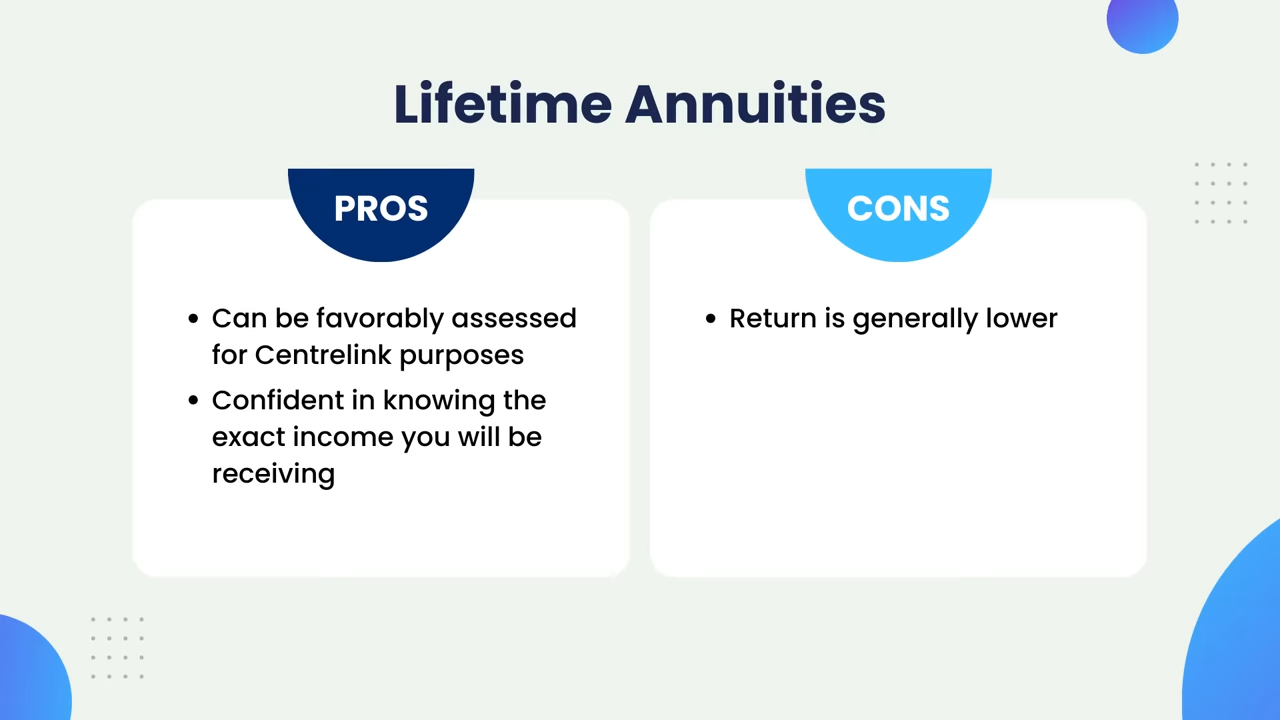 Lifetime Annuities
PROS
• Can be favorably assessed
for Centrelink purposes
• Confident in knowing the
exact income you will be
receiving
CONS
• Return is generally lower